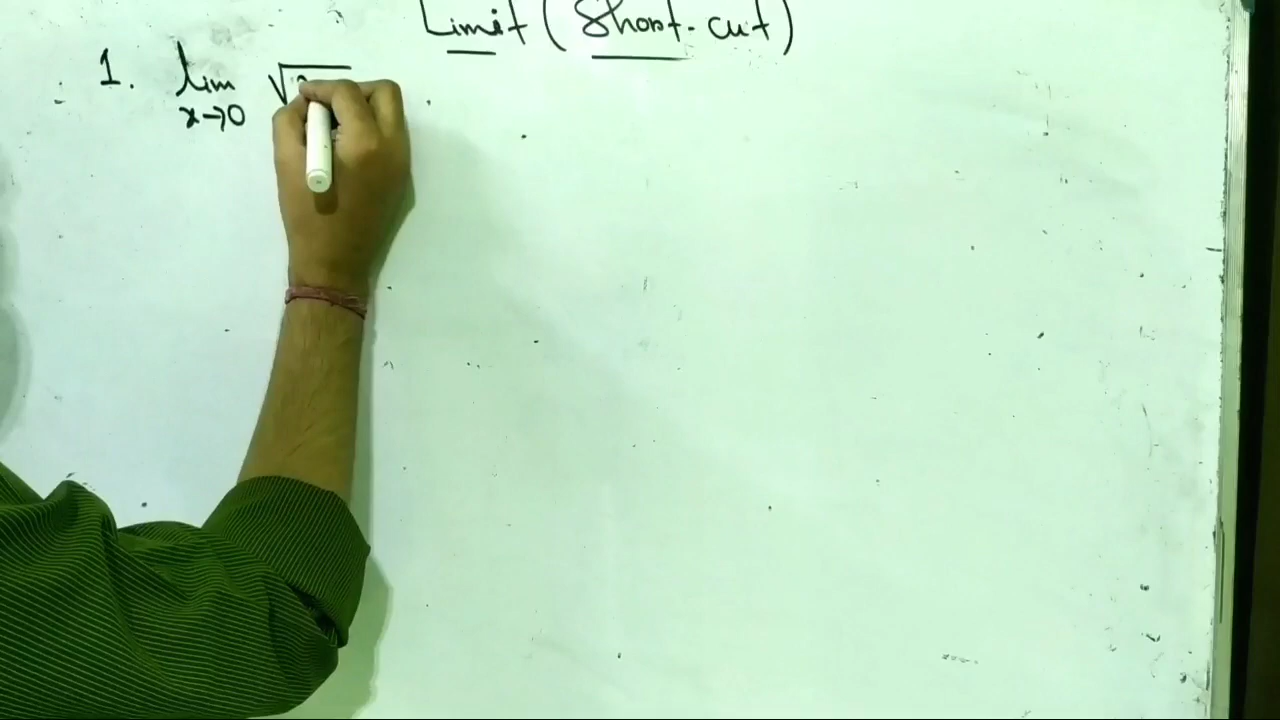 Limit (Short-cut)
1. lim √
x→0